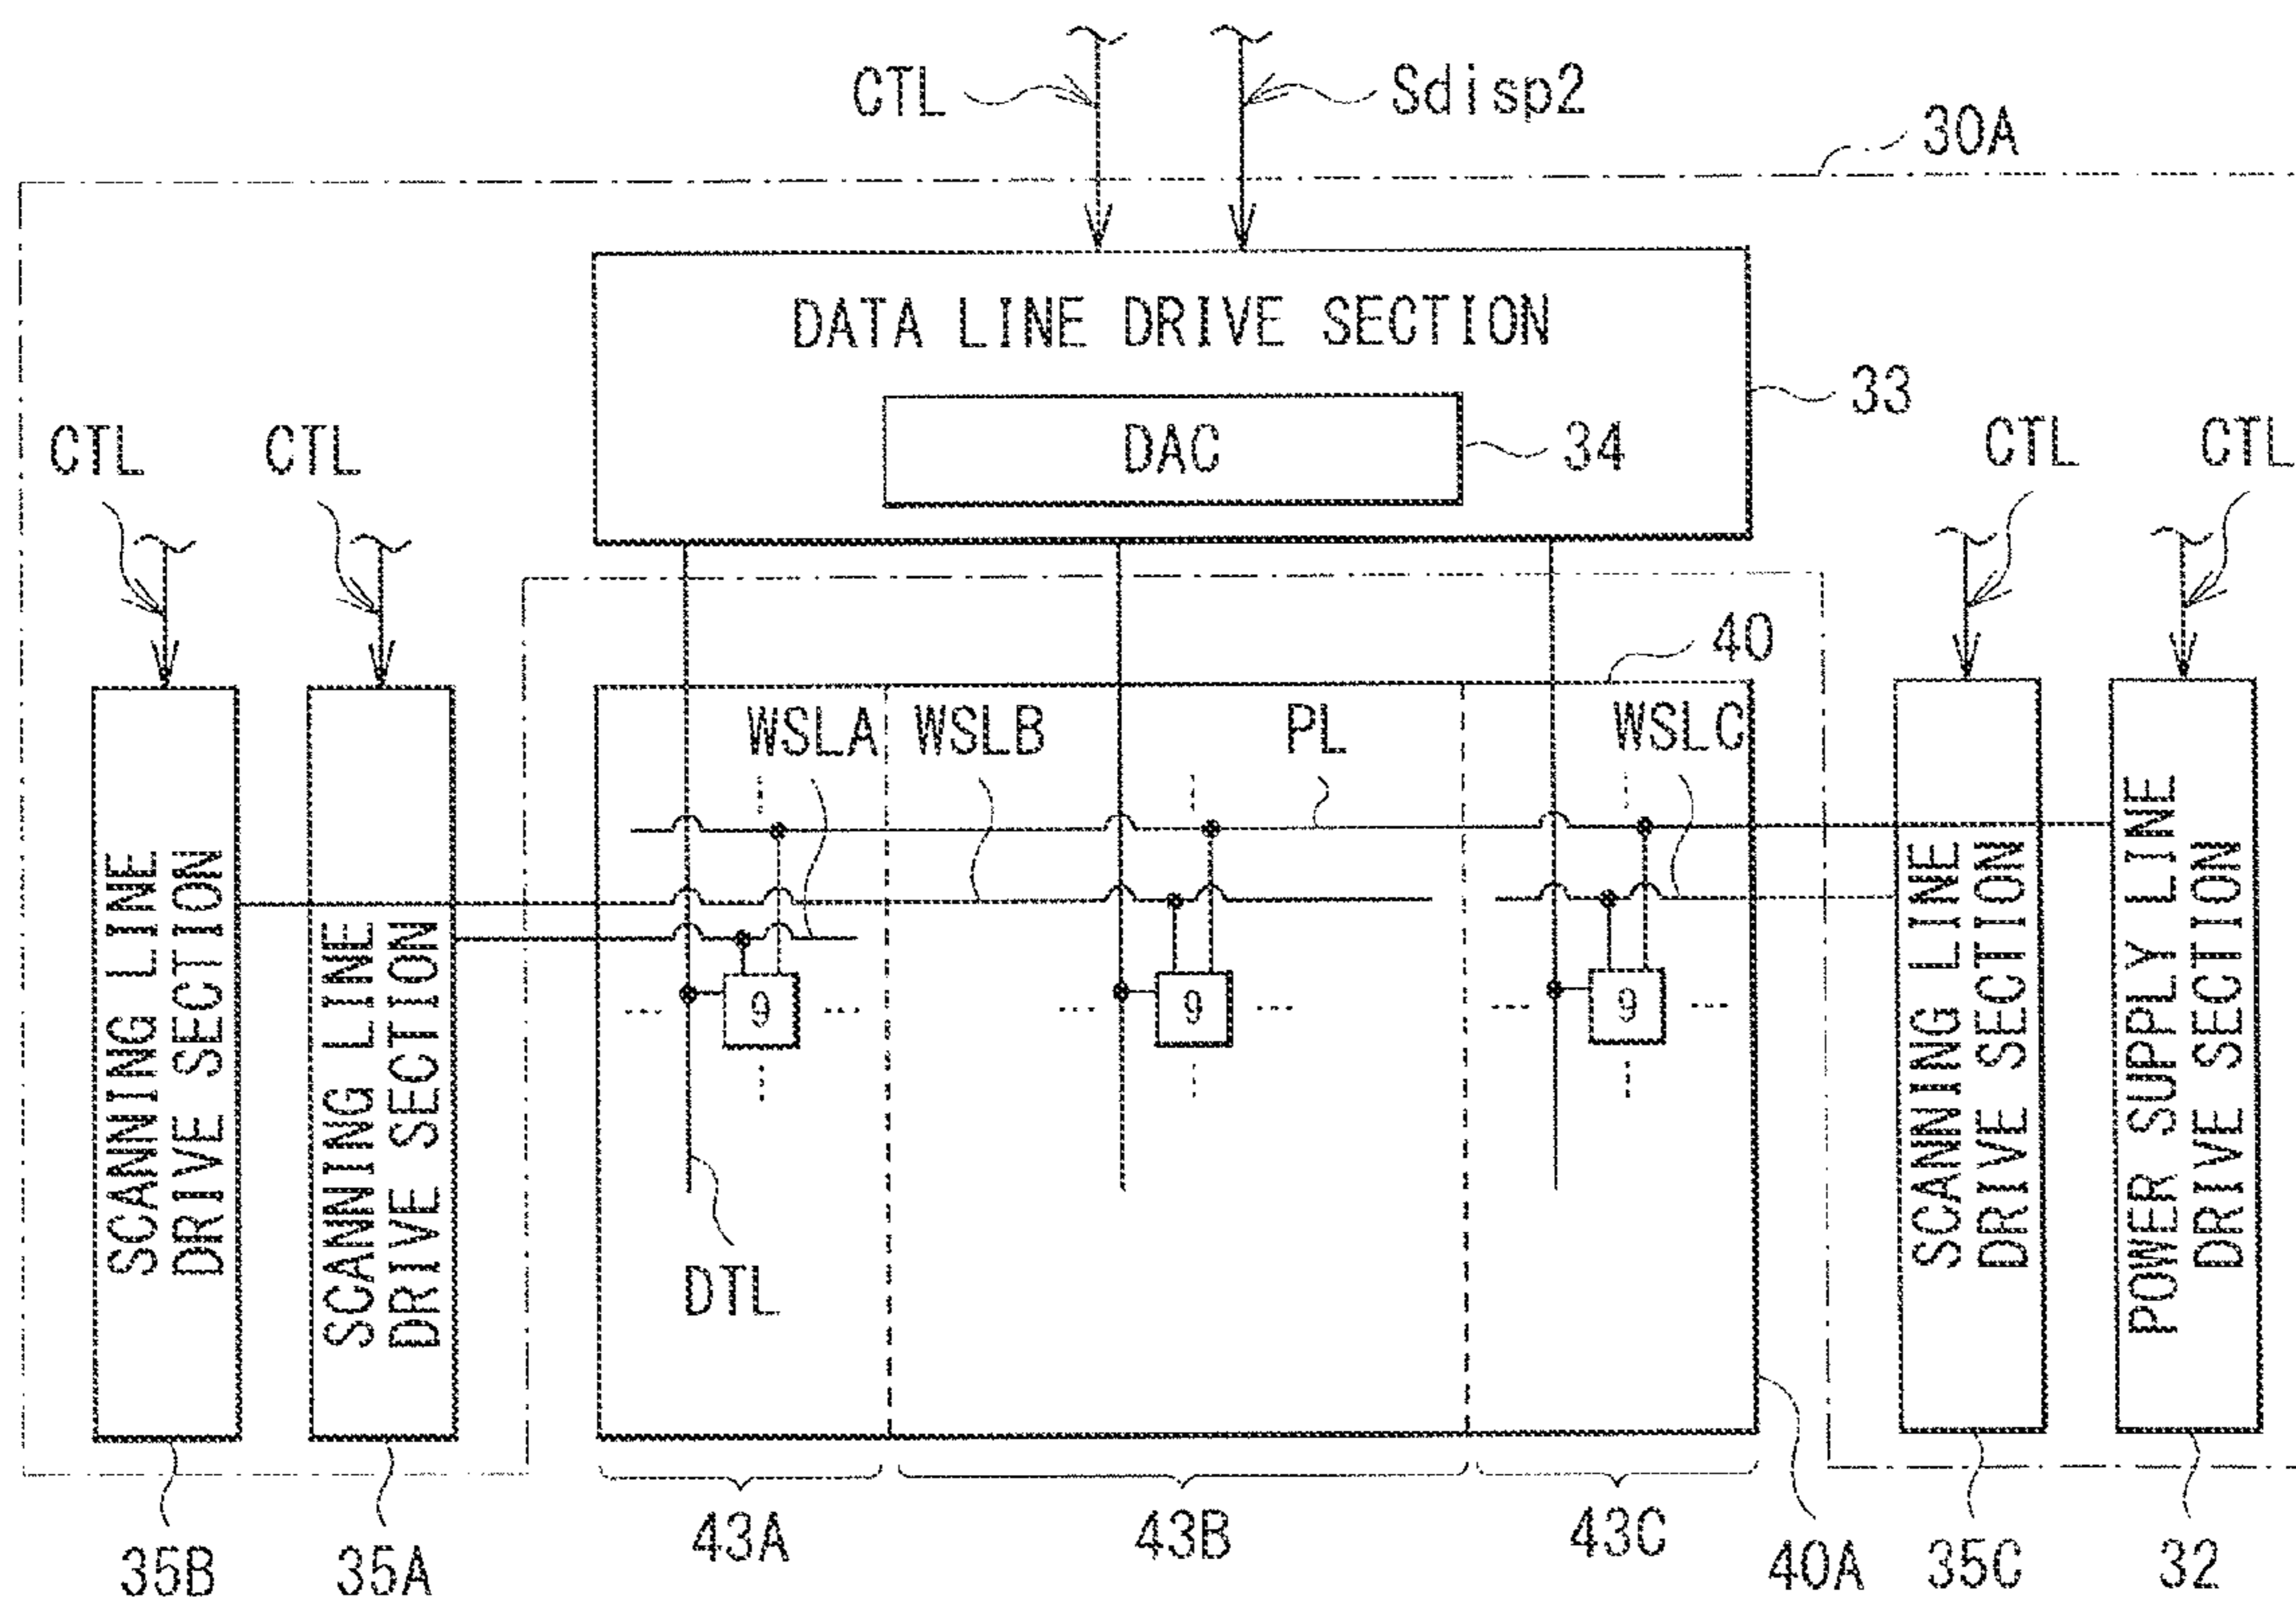 CTL
Sdisp2
30A
DATA LINE DRIVE SECTION
33
DAC
34
CTL
CTL
CTL
CTL
40
WSLA
WSLB
PL
WSLC
SCANNING LINE
DRIVE SECTION
SCANNING LINE
DRIVE SECTION
... 9 ...
... 9 ...
... 9 ...
SCANNING LINE
DRIVE SECTION
POWER SUPPLY LINE
DRIVE SECTION
DTL
35B
35A
43A
43B
43C
40A
35C
32